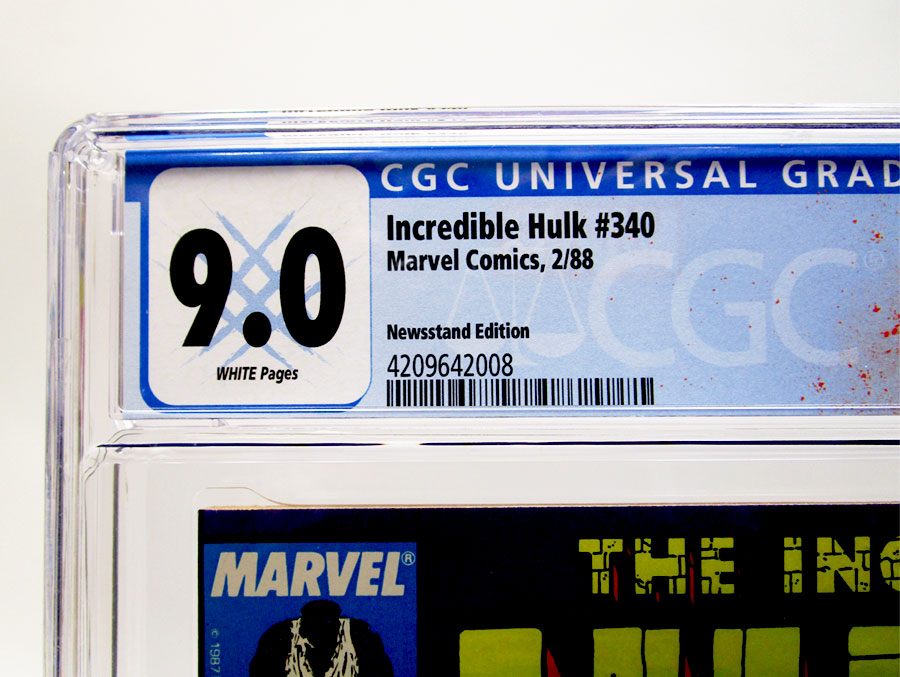 CGC UNIVERSAL GRAD
9.0
WHITE Pages
Incredible Hulk #340
Marvel Comics, 2/88
Newsstand Edition
4209642008
CGC
MARVEL®
© 1987
THE INC